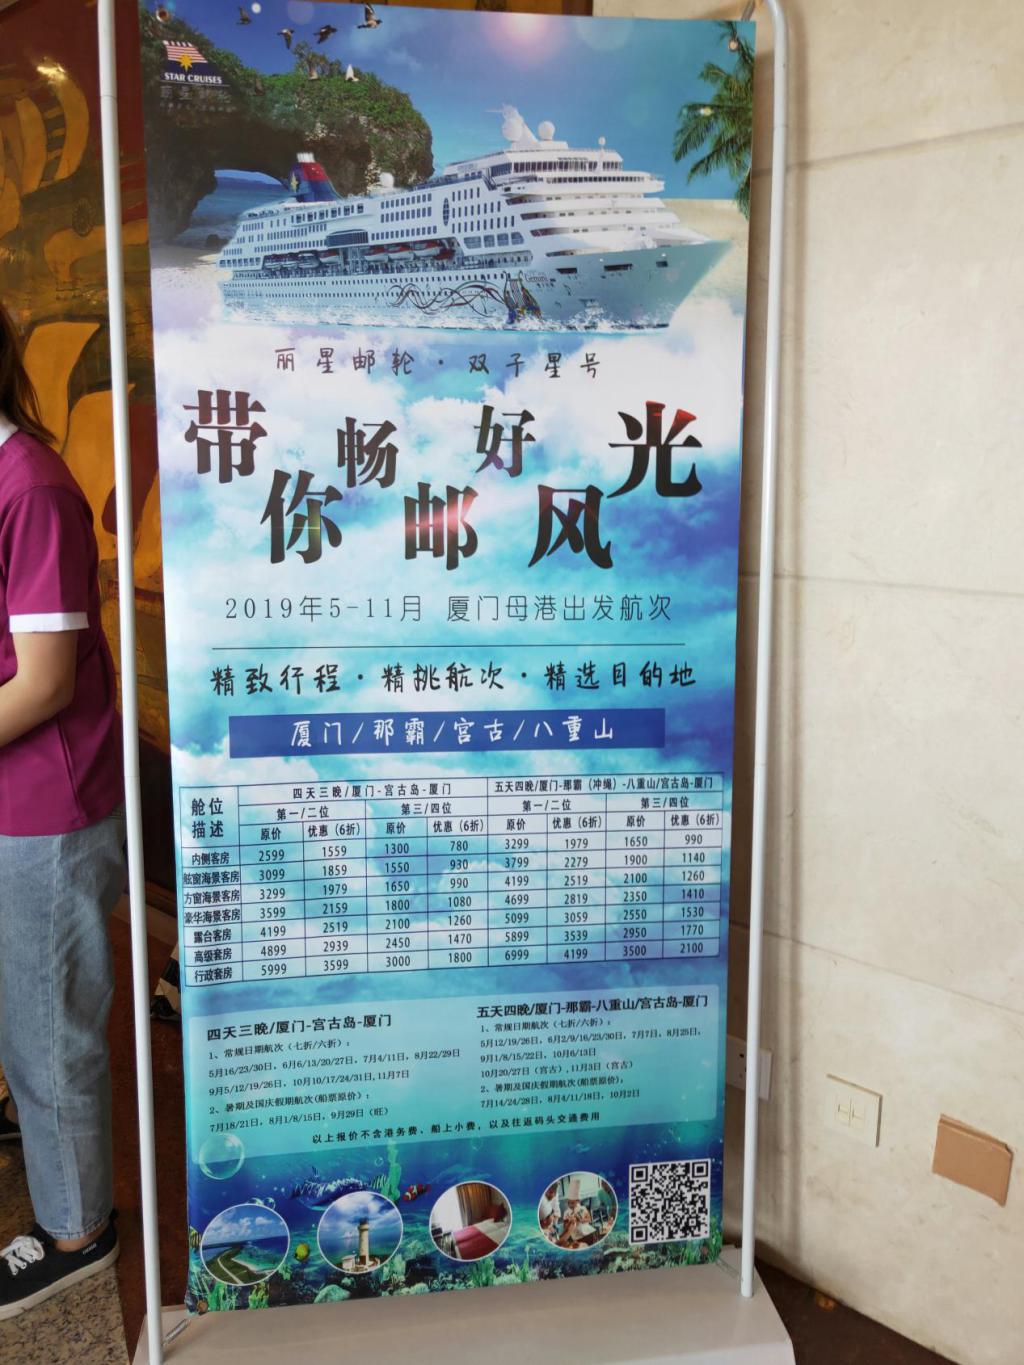 STAR CRUISES
丽星邮轮·双子星号
带你畅邮好风光
2019年5-11月 厦门母港出发航次
精致行程·精挑航次·精选目的地
厦门/那霸/宫古/八重山
舱位描述 四天三晚/厦门-宫古岛-厦门 五天四晚/厦门-那霸（冲绳）-八重山/宫古岛-厦门
第一/二位 第三/四位 第一/二位 第三/四位
原价 优惠（6折） 原价 优惠（6折） 原价 优惠（6折） 原价 优惠（6折）
内侧客房 2599 1559 1300 780 3299 1979 1650 990
舷窗海景客房 3099 1859 1550 930 3799 2279 1900 1140
方窗海景客房 3299 1979 1650 990 4199 2519 2100 1260
豪华海景客房 3599 2159 1800 1080 4699 2819 2350 1410
露台客房 4199 2519 2100 1260 5099 3059 2550 1530
高级套房 4899 2939 2450 1470 5899 3539 2950 1770
行政套房 5999 3599 3000 1800 6999 4199 3500 2100
四天三晚/厦门-宫古岛-厦门
1、常规日期航次（七折/六折）：
5月16/23/30日，6月6/13/20/27日，7月4/11日，8月22/29日
9月5/12/19/26日，10月10/17/24/31日,11月7日
2、暑期及国庆假期航次(船票原价)：
7月18/21日，8月1/8/15日，9月29日（旺）
五天四晚/厦门-那霸-八重山/宫古岛-厦门
1、常规日期航次（七折/六折）：
5月12/19/26日，6月2/9/16/23/30日，7月7日，8月25日，
9月1/8/15/22日，10月6/13日
10月20/27日（宫古）,11月3日（宫古）
2、暑期及国庆假期航次(船票原价)：
7月14/24/28日，8月4/11/18日，10月2日
以上报价不含港务费、船上小费，以及往返码头交通费用